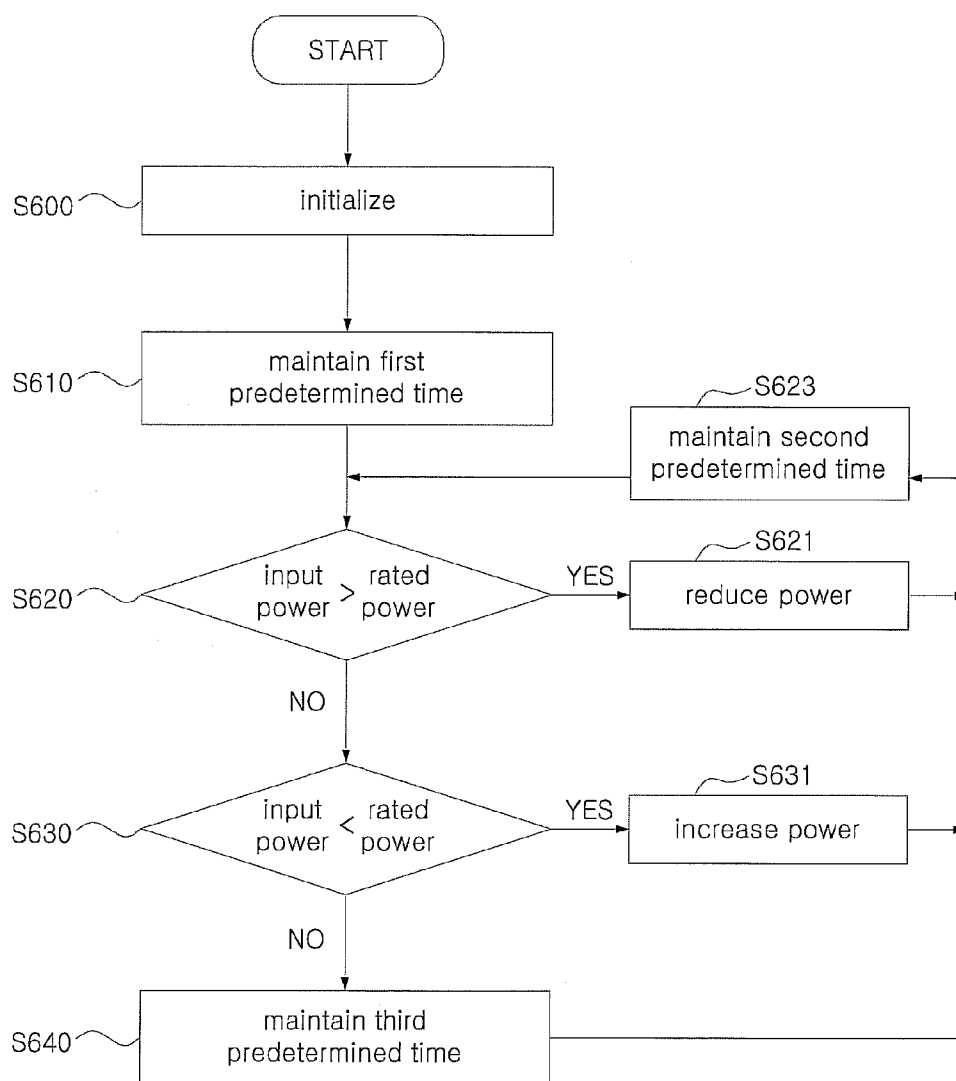 START
S600
initialize
S610
maintain first
predetermined time
S623
maintain second
predetermined time
S620
input > rated
power power
YES
S621
reduce power
NO
S630
input < rated
power power
YES
S631
increase power
NO
S640
maintain third
predetermined time